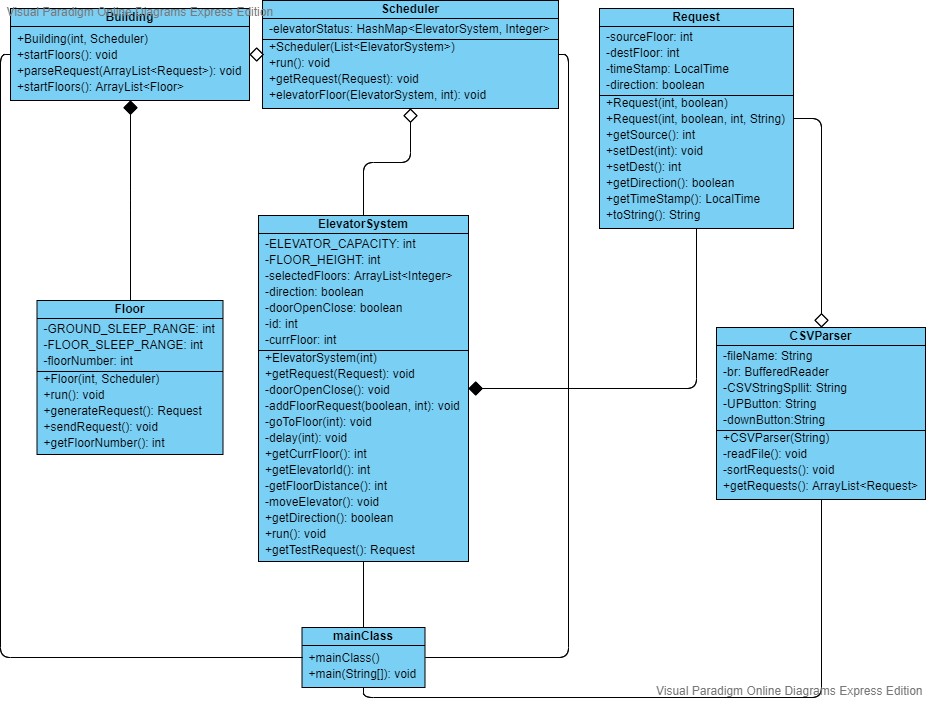 Visual Paradigm Online Diagrams Express Edition
Building
+Building(int, Scheduler)
+startFloors(): void
+parseRequest(ArrayList<Request>): void
+startFloors(): ArrayList<Floor>
Scheduler
-elevatorStatus: HashMap<ElevatorSystem, Integer>
+Scheduler(List<ElevatorSystem>)
+run(): void
+getRequest(Request): void
+elevatorFloor(ElevatorSystem, int): void
Request
-sourceFloor: int
-destFloor: int
-timeStamp: LocalTime
-direction: boolean
+Request(int, boolean)
+Request(int, boolean, int, String)
+getSource(): int
+setDest(int): void
+setDest(): int
+getDirection(): boolean
+getTimeStamp(): LocalTime
+toString(): String
ElevatorSystem
-ELEVATOR_CAPACITY: int
-FLOOR_HEIGHT: int
-selectedFloors: ArrayList<Integer>
-direction: boolean
-doorOpenClose: boolean
-id: int
-currFloor: int
+ElevatorSystem(int)
+getRequest(Request): void
-doorOpenClose(): void
-addFloorRequest(boolean, int): void
-goToFloor(int): void
-delay(int): void
+getCurrFloor(): int
+getElevatorId(): int
-getFloorDistance(): int
-moveElevator(): void
+getDirection(): boolean
+run(): void
+getTestRequest(): Request
Floor
-GROUND_SLEEP_RANGE: int
-FLOOR_SLEEP_RANGE: int
-floorNumber: int
+Floor(int, Scheduler)
+run(): void
+generateRequest(): Request
+sendRequest(): void
+getFloorNumber(): int
CSVParser
-fileName: String
-br: BufferedReader
-CSVStringSpllit: String
-UPButton: String
-downButton:String
+CSVParser(String)
-readFile(): void
-sortRequests(): void
+getRequests(): ArrayList<Request>
mainClass
+mainClass()
+main(String[]): void
Visual Paradigm Online Diagrams Express Edition